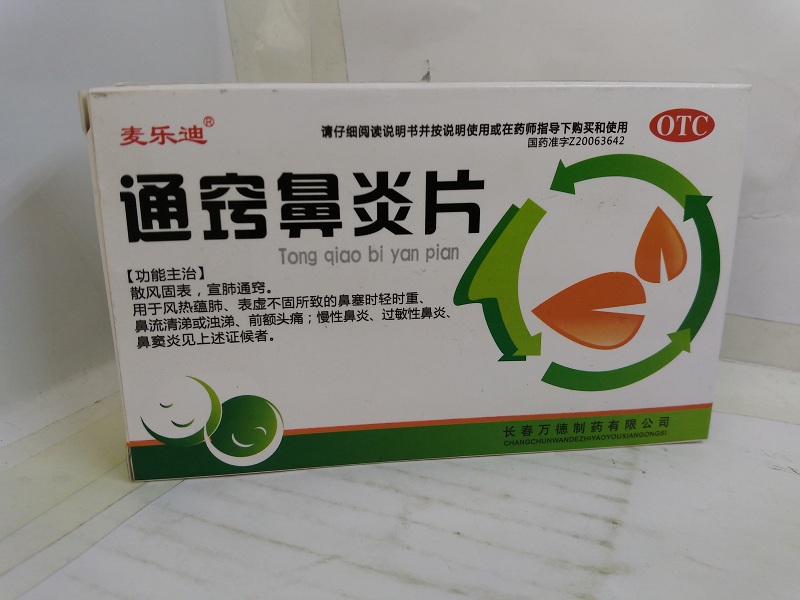 麦乐迪®
请仔细阅读说明书并按说明使用或在药师指导下购买和使用
国药准字Z20063642
OTC
通窍鼻炎片
Tong qiao bi yan pian
【功能主治】
散风固表，宣肺通窍。
用于风热蕴肺、表虚不固所致的鼻塞时轻时重、
鼻流清涕或浊涕、前额头痛；慢性鼻炎、过敏性鼻炎、
鼻窦炎见上述证候者。
长春万德制药有限公司
CHANGCHUNWANDEZHIYAOYOUXIANGONGSI